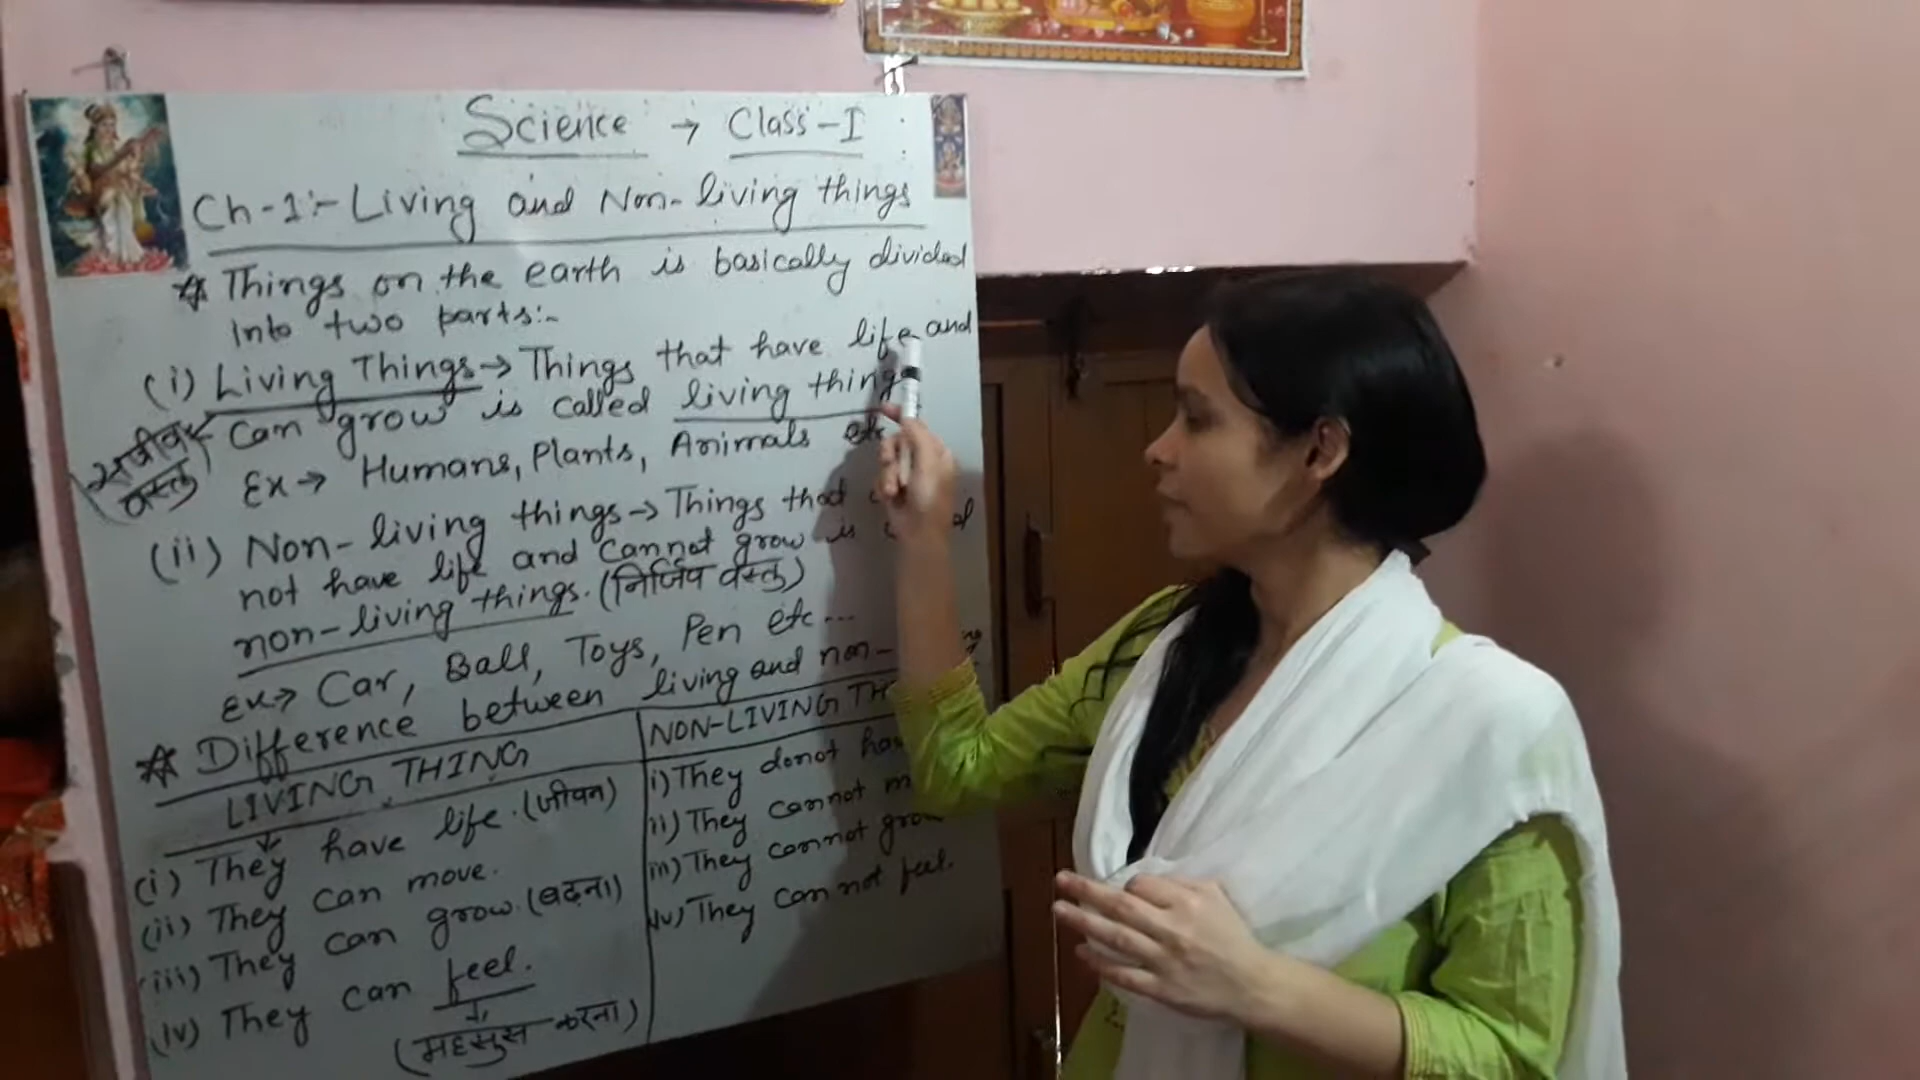 Science → Class-I
Ch-1:- Living and Non-living things
Things on the earth is basically divided
into two parts:-
(i) Living Things → Things that have life and
can grow is called living things
(सजीव वस्तु)
Ex → Humans, Plants, Animals etc
(ii) Non-living things → Things that
not have life and cannot grow is
non-living things. (निर्जिव वस्तु)
Ex → Car, Ball, Toys, Pen etc...
Difference between living and non-
LIVING THING
(i) They have life. (जीवन)
(ii) They can move.
(iii) They can grow. (बढ़ना)
(iv) They can feel.
(महसुस करना)
NON-LIVING
i) They donot
ii) They cannot
iii) They cannot grow
iv) They can not feel.